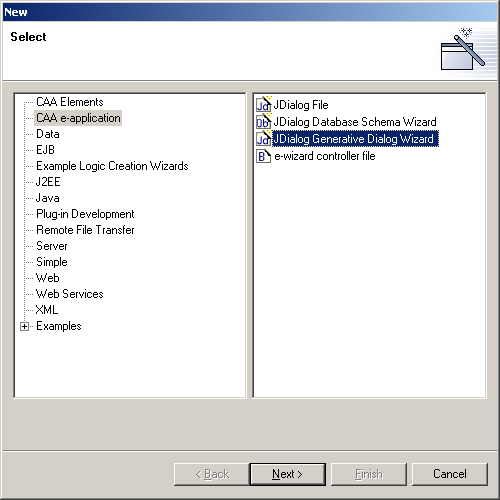 New
Select
CAA Elements
CAA e-application
Data
EJB
Example Logic Creation Wizards
J2EE
Java
Plug-in Development
Remote File Transfer
Server
Simple
Web
Web Services
XML
Examples
JDialog File
JDialog Database Schema Wizard
JDialog Generative Dialog Wizard
e-wizard controller file
< Back
Next >
Finish
Cancel